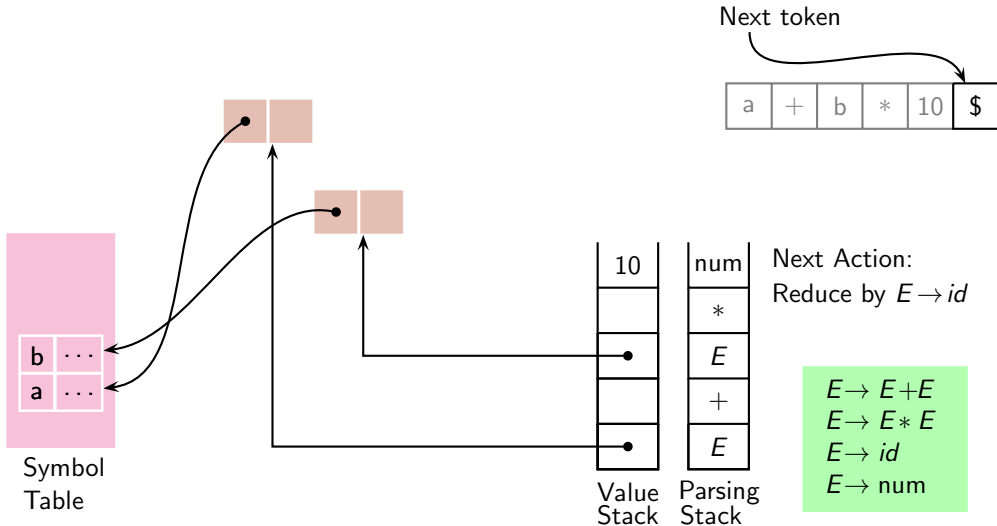 Next token
a + b * 10 $
10 num
Next Action:
Reduce by E → id
*
b ...
E
a ...
+
E
E → E + E
E → E * E
E → id
E → num
Symbol
Table
Value
Stack
Parsing
Stack